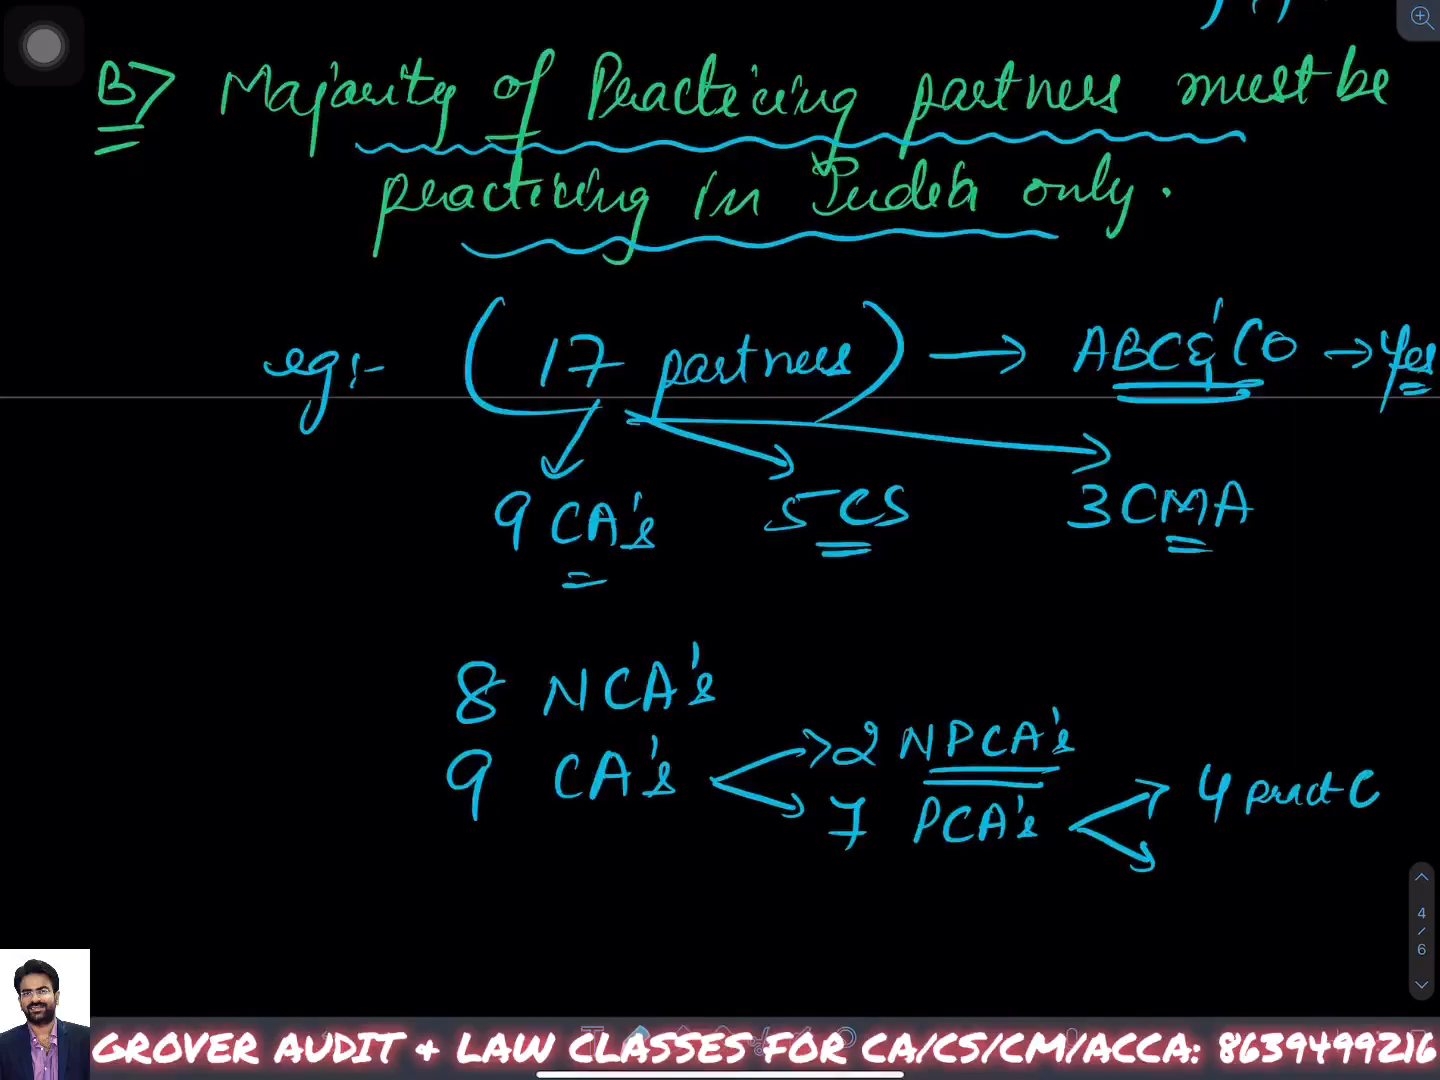 B) Majority of Practicing partners must be
practicing in India only.
eg:- (17 partners) → ABC & CO → Yes
9 CA's 5 CS 3 CMA
8 NCA's
2 NPCA's
9 CA's
7 PCA's
4 pract C
4
/
6
GROVER AUDIT + LAW CLASSES FOR CA/CS/CM/ACCA: 8639499216